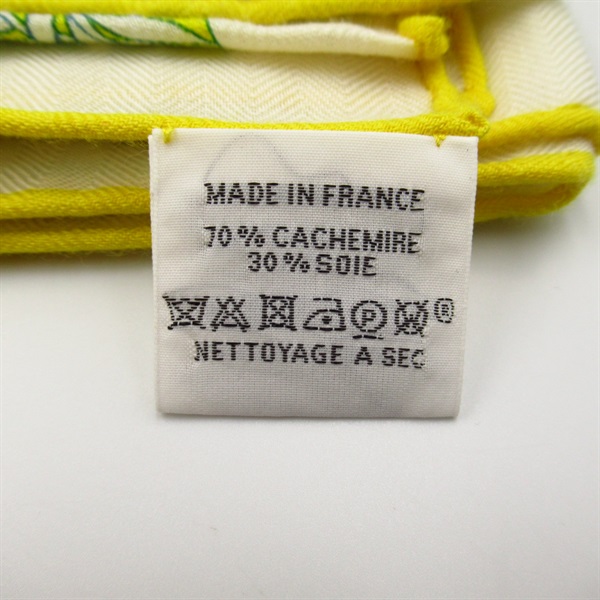 MADE IN FRANCE
70% CACHEMIRE
30% SOIE
P ®
NETTOYAGE A SEC